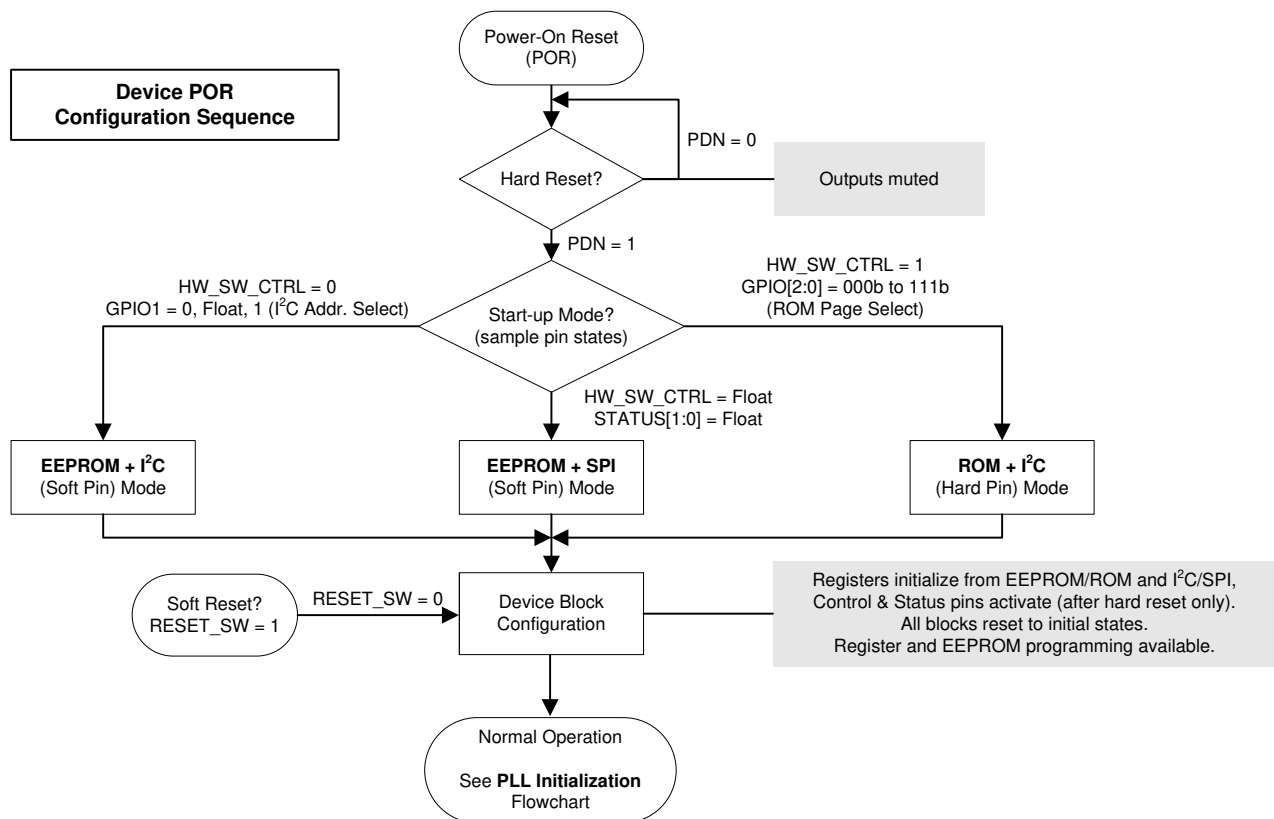 Power-On Reset
(POR)
Device POR
Configuration Sequence
PDN = 0
Hard Reset?
Outputs muted
PDN = 1
HW_SW_CTRL = 0
GPIO1 = 0, Float, 1 (I²C Addr. Select)
HW_SW_CTRL = 1
GPIO[2:0] = 000b to 111b
(ROM Page Select)
Start-up Mode?
(sample pin states)
HW_SW_CTRL = Float
STATUS[1:0] = Float
EEPROM + I²C
(Soft Pin) Mode
EEPROM + SPI
(Soft Pin) Mode
ROM + I²C
(Hard Pin) Mode
Soft Reset?
RESET_SW = 1
RESET_SW = 0
Device Block
Configuration
Registers initialize from EEPROM/ROM and I²C/SPI,
Control & Status pins activate (after hard reset only).
All blocks reset to initial states.
Register and EEPROM programming available.
Normal Operation
See PLL Initialization
Flowchart